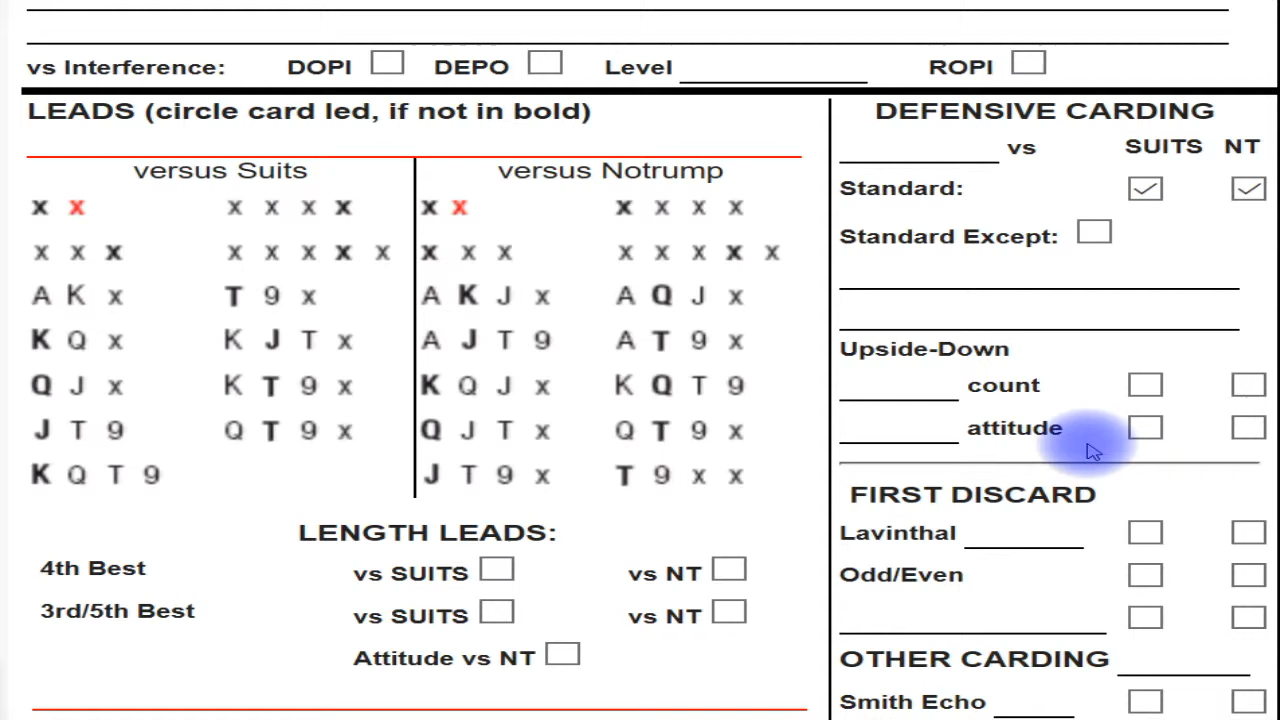 vs Interference: DOPI DEPO Level ROPI
LEADS (circle card led, if not in bold)
versus Suits
x x   x x x x
x x x   x x x x x
A K x   T 9 x
K Q x   K J T x
Q J x   K T 9 x
J T 9   Q T 9 x
K Q T 9
versus Notrump
x x   x x x x
x x x   x x x x x
A K J x   A Q J x
A J T 9   A T 9 x
K Q J x   K Q T 9
Q J T x   Q T 9 x
J T 9 x   T 9 x x
LENGTH LEADS:
4th Best vs SUITS vs NT
3rd/5th Best vs SUITS vs NT
Attitude vs NT
DEFENSIVE CARDING
vs SUITS NT
Standard:
Standard Except:
Upside-Down
count
attitude
FIRST DISCARD
Lavinthal
Odd/Even
OTHER CARDING
Smith Echo